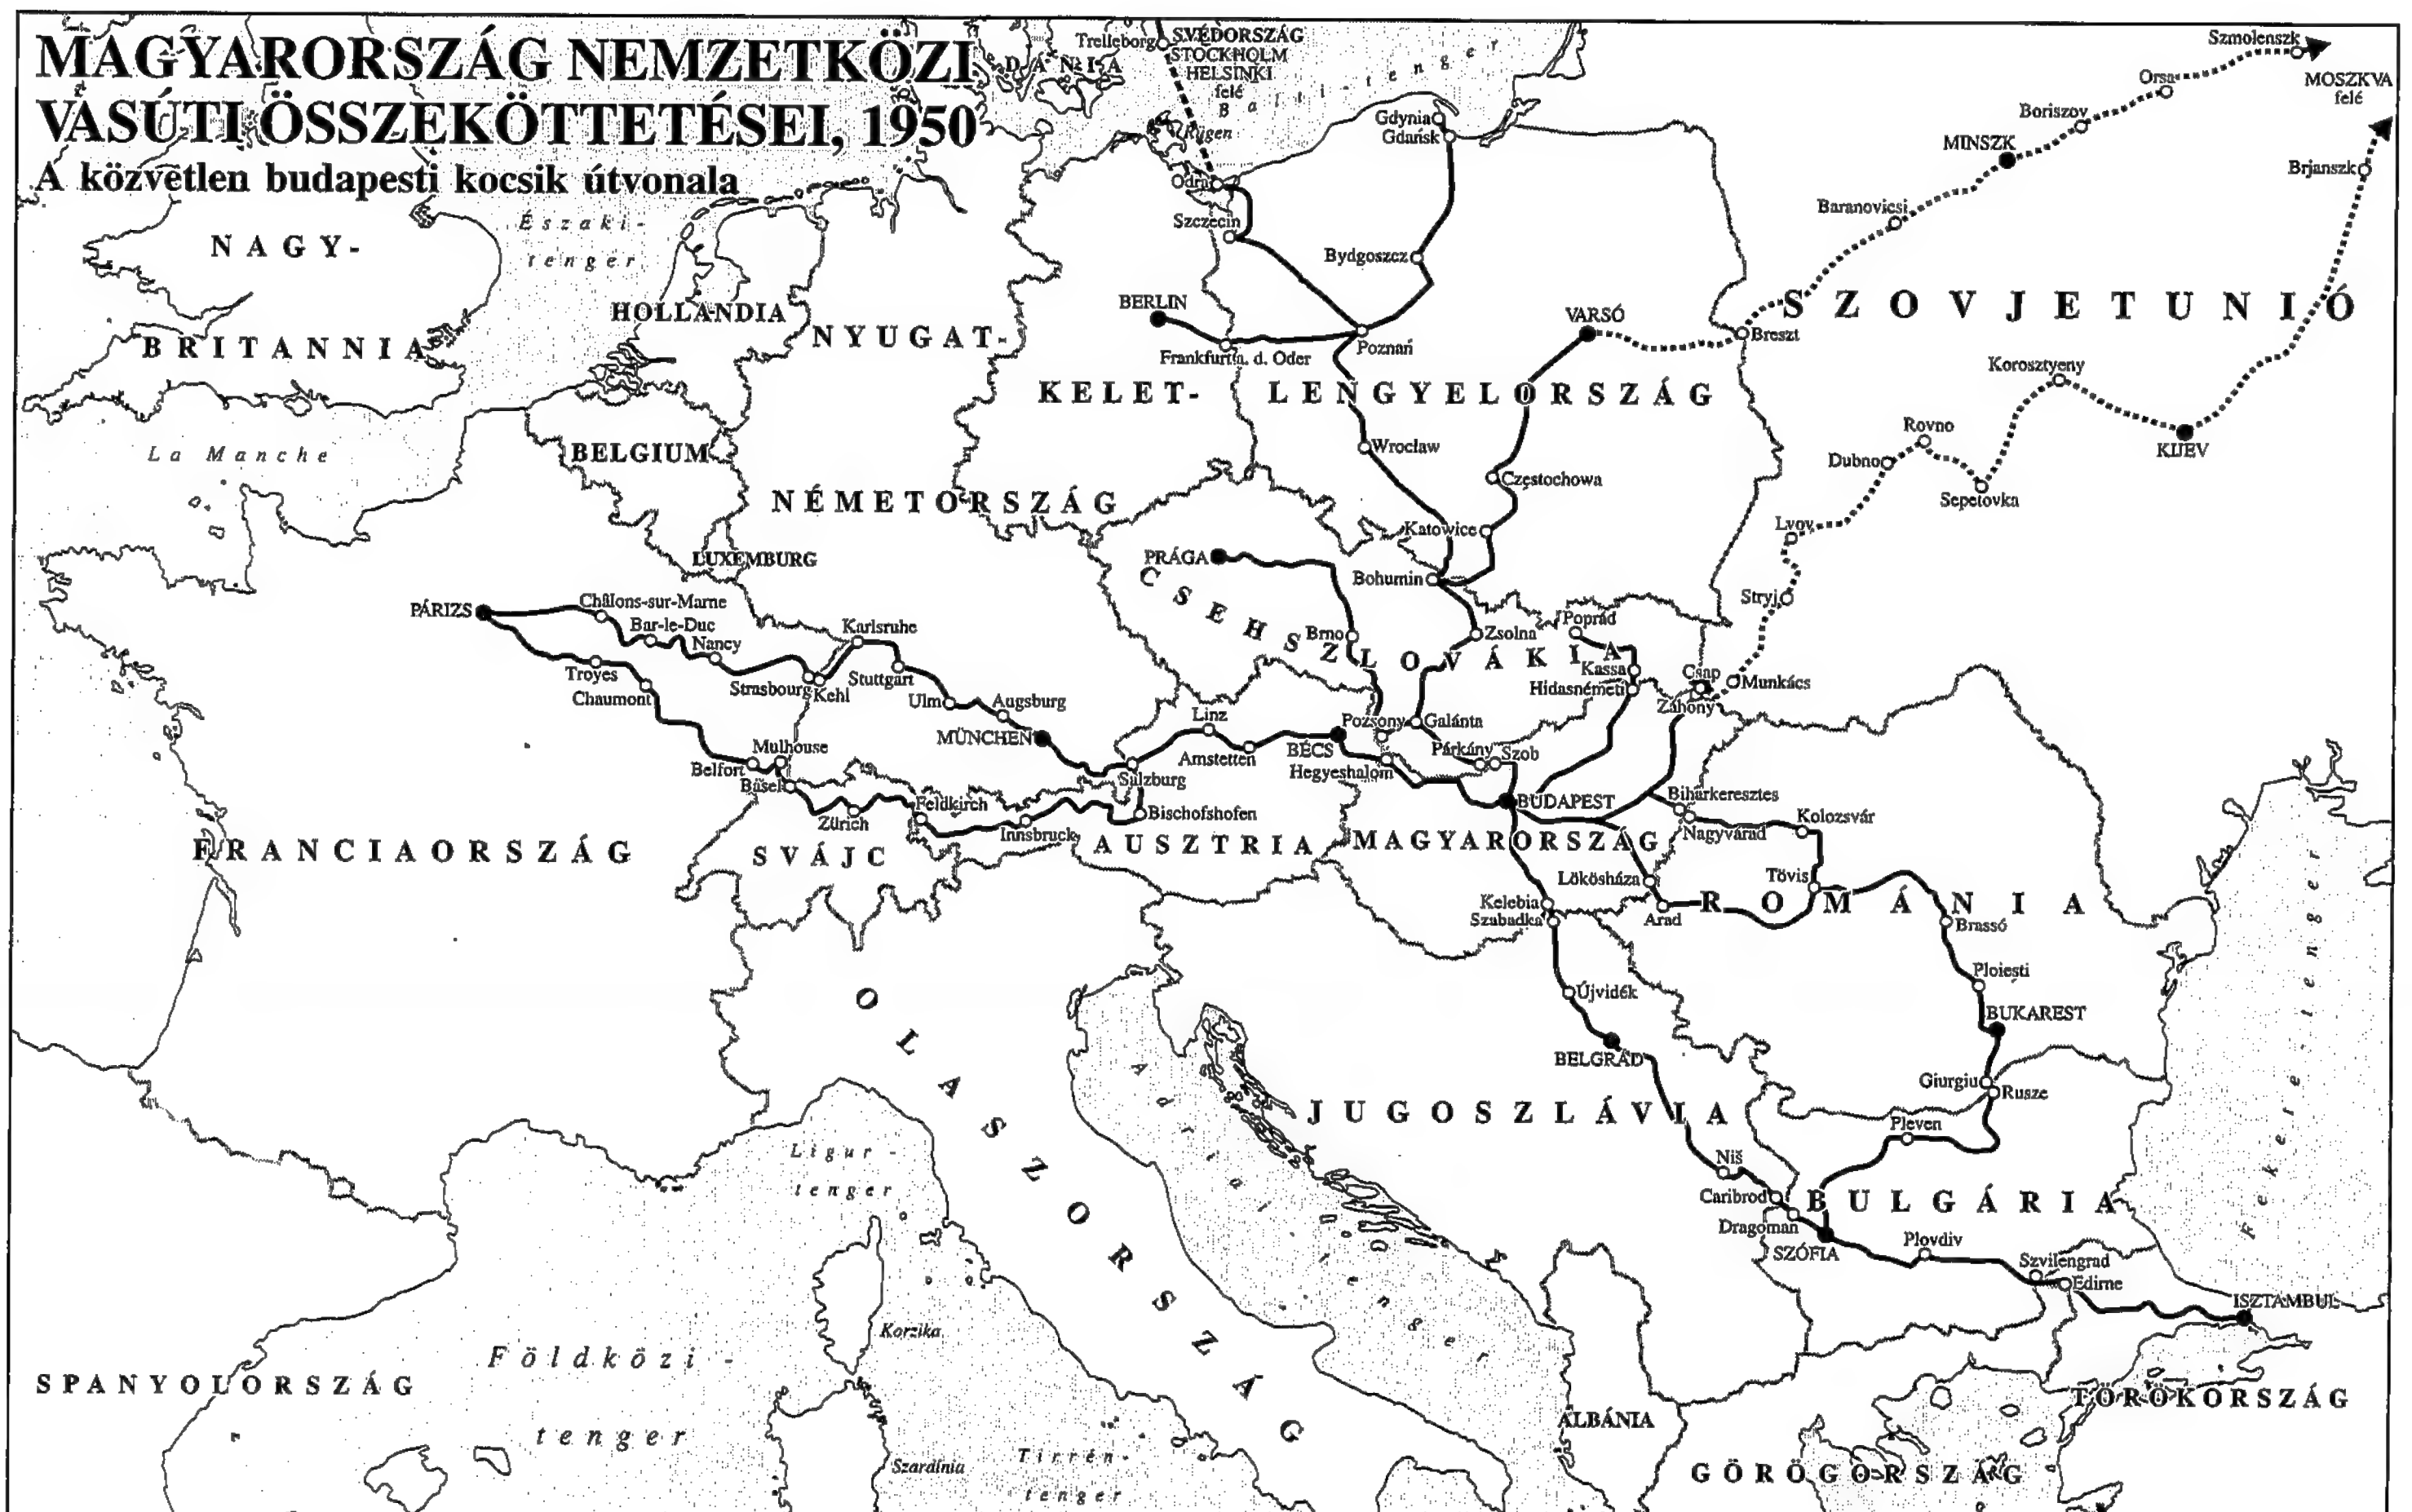 MAGYARORSZÁG NEMZETKÖZI
VASÚTI ÖSSZEKÖTTETÉSEI, 1950
A közvetlen budapesti kocsik útvonala
Trelleborg
SVÉDORSZÁG
STOCKHOLM
HELSINKI
felé
DÁNIA
Balti-tenger
Rügen
Odra
Szczecin
Gdynia
Gdańsk
Bydgoszcz
Szmolenszk
MOSZKVA
felé
Orsa
Boriszov
MINSZK
Brjanszk
Baranovicsi
NAGY-
BRITANNIA
Északi-
tenger
HOLLANDIA
NYUGAT-
NÉMETORSZÁG
BERLIN
Frankfurt a. d. Oder
Poznań
VARSÓ
Breszt
SZOVJETUNIÓ
KELET-
LENGYELORSZÁG
Korosztyeny
Rovno
KIJEV
Dubno
Sepetovka
Lvov
Stryj
La Manche
BELGIUM
LUXEMBURG
Wrocław
Częstochowa
Katowice
PRÁGA
Bohumin
CSEHSZLOVÁKIA
Brno
Zsolna
Poprád
Kassa
Hidasnémeti
Csap
Munkács
Záhony
PÁRIZS
Châlons-sur-Marne
Bar-le-Duc
Nancy
Karlsruhe
Troyes
Chaumont
Strasbourg
Kehl
Stuttgart
Ulm
Augsburg
MÜNCHEN
Linz
Amstetten
BÉCS
Pozsony
Galánta
Párkány
Szob
Hegyeshalom
Mulhouse
Belfort
Básel
Salzburg
Bischofshofen
Feldkirch
Zürich
Innsbruck
BUDAPEST
Biharkeresztes
Nagyvárad
Kolozsvár
FRANCIAORSZÁG
SVÁJC
AUSZTRIA
MAGYARORSZÁG
Lökösháza
Tövis
Kelebia
Szabadka
Arad
ROMÁNIA
Brassó
Ploiesti
BUKAREST
Újvidék
BELGRÁD
Giurgiu
Rusze
OLASZORSZÁG
Adriai-tenger
JUGOSZLÁVIA
Pleven
Niš
Caribrod
Dragoman
BULGÁRIA
SZÓFIA
Plovdiv
Szvilengrad
Edirne
ISZTAMBUL
Fekete-tenger
Ligur-
tenger
Korzika
Földközi-
tenger
SPANYOLORSZÁG
Szardínia
Tirrén-
tenger
ALBÁNIA
TÖRÖKORSZÁG
GÖRÖGORSZÁG